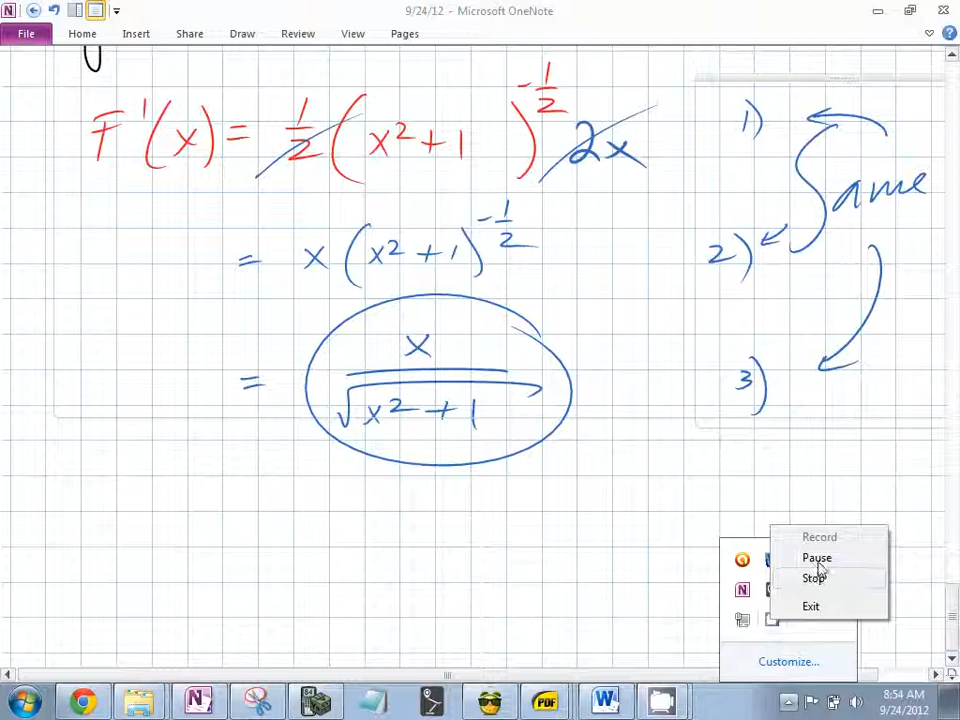 9/24/12 - Microsoft OneNote
File Home Insert Share Draw Review View Pages
F'(x) = 1/2 (x² + 1)^-1/2 2x
= x (x² + 1)^-1/2
= x / √x² + 1
1)
same
2)
3)
Record
Pause
Stop
Exit
Customize...
8:54 AM
9/24/2012
PDF